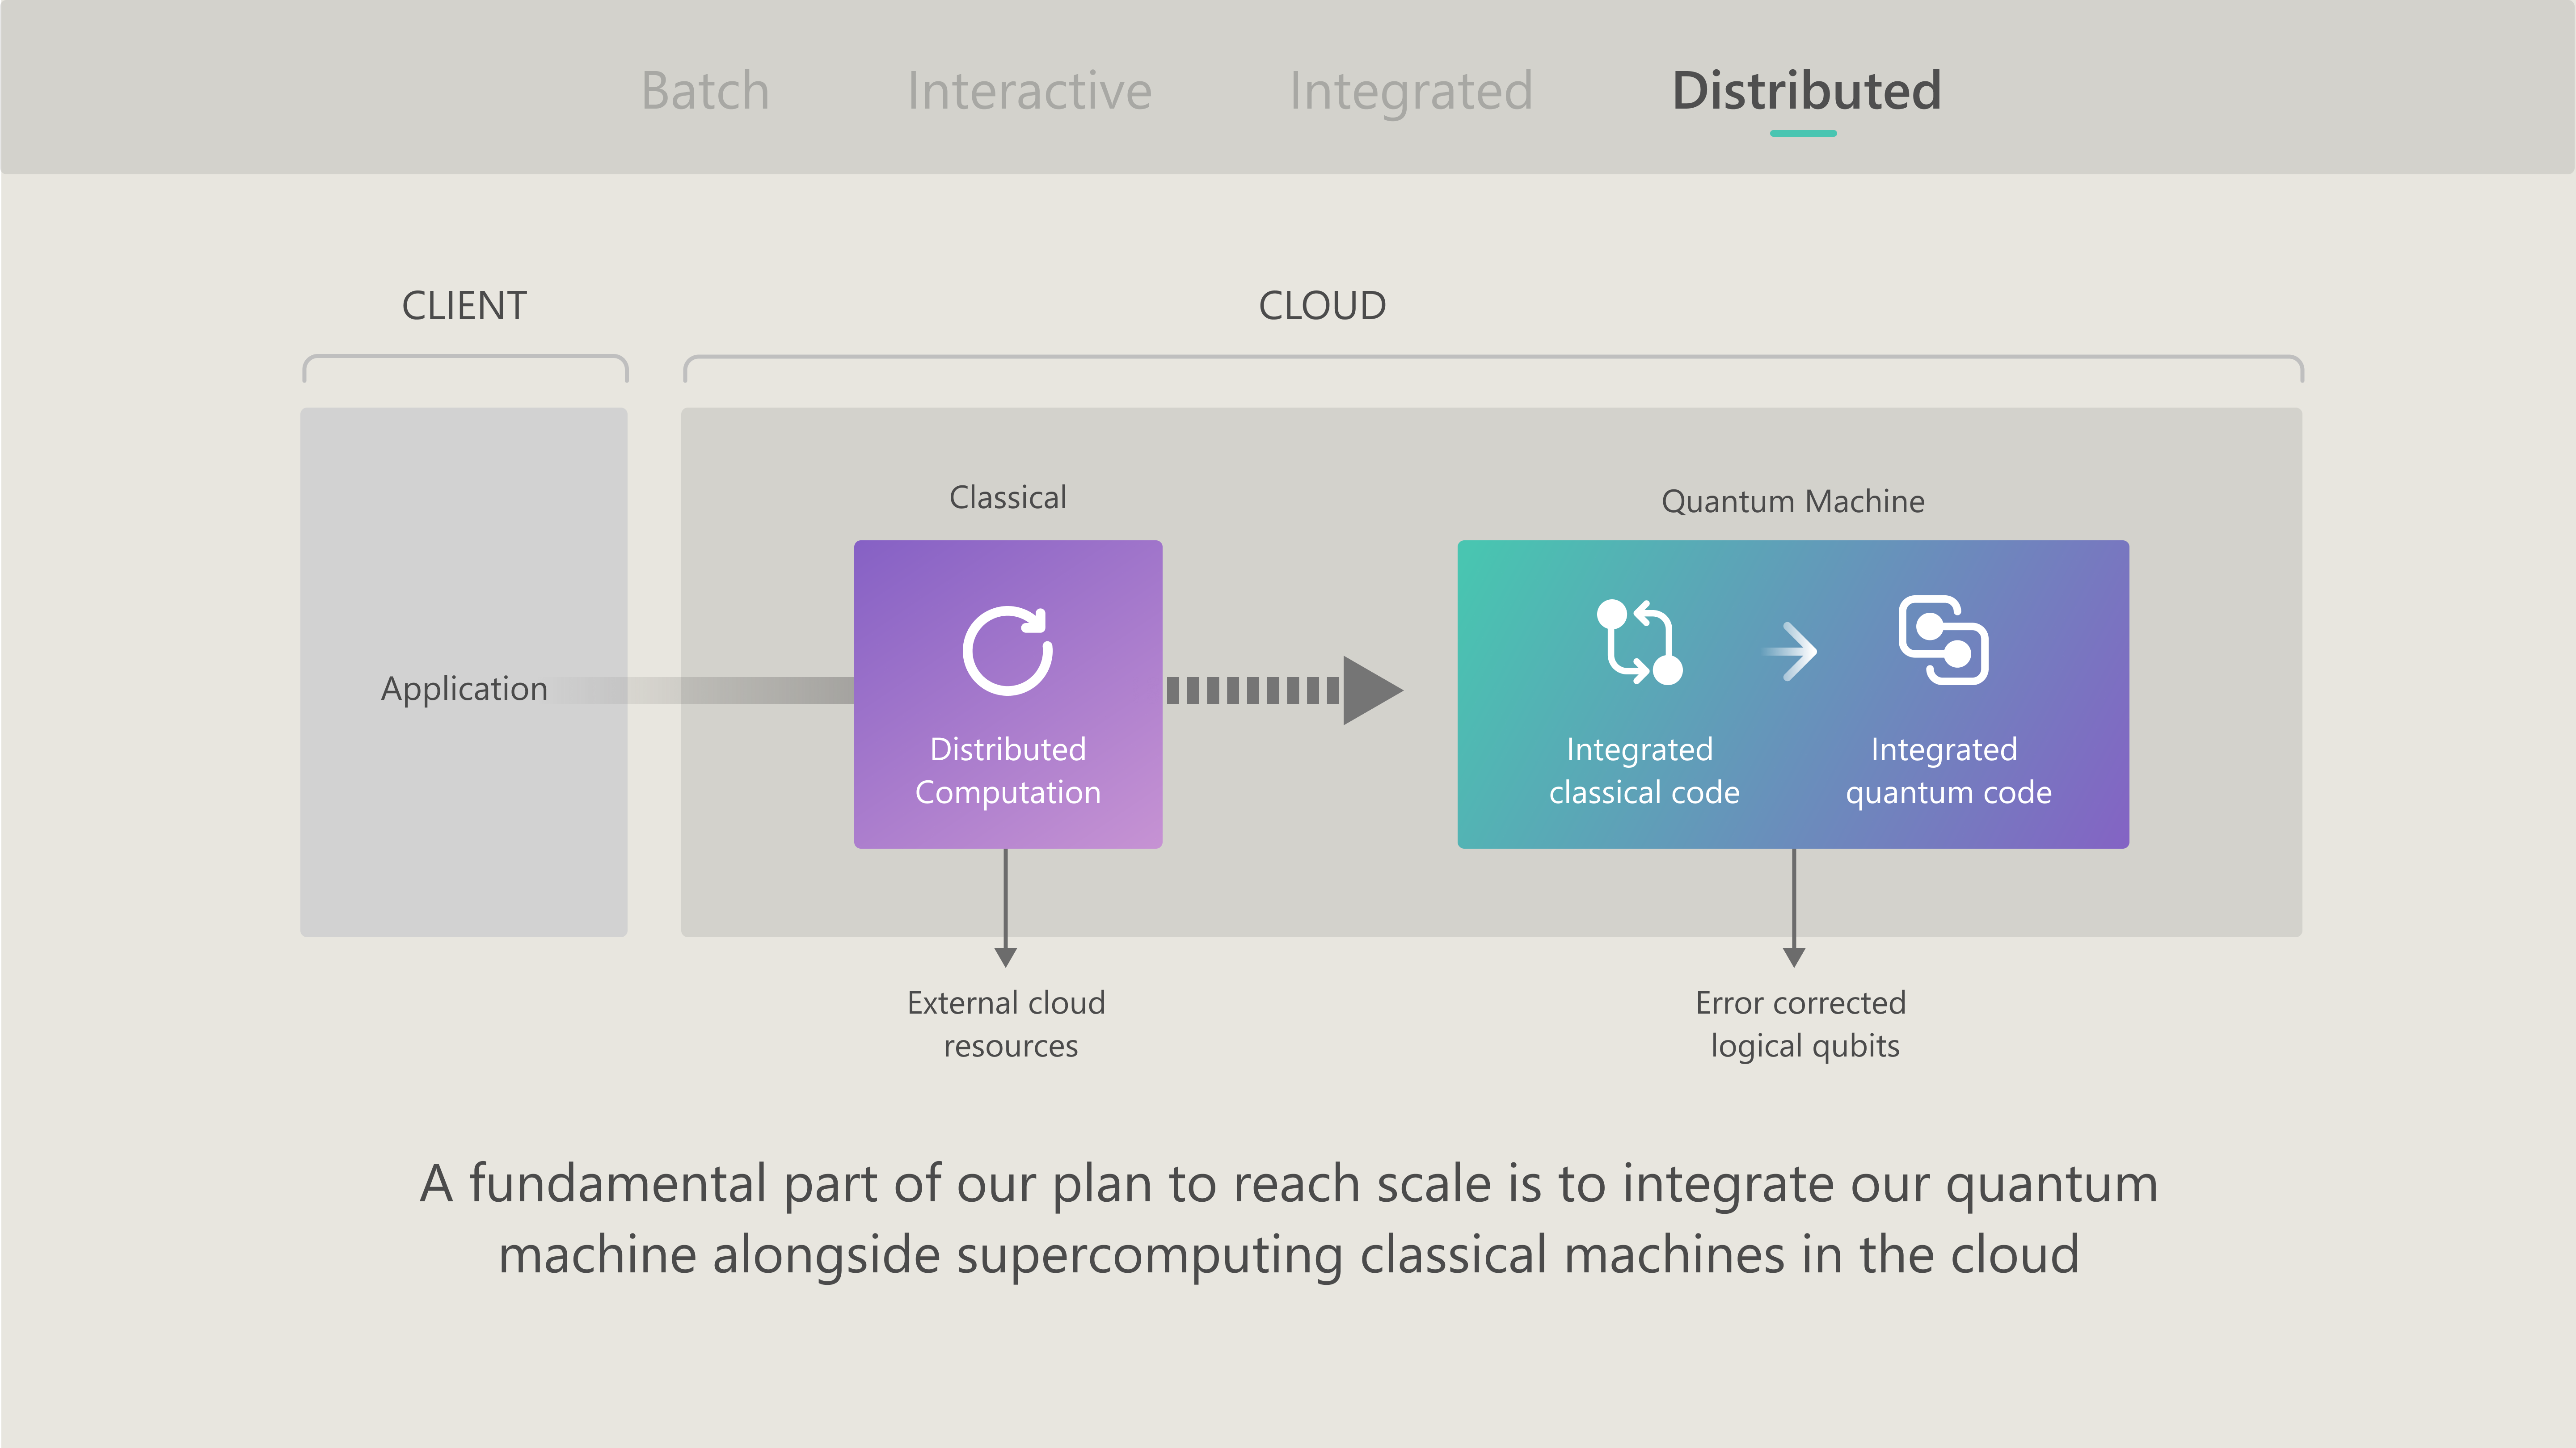 Batch Interactive Integrated Distributed
CLIENT
CLOUD
Classical
Quantum Machine
Application
Distributed
Computation
Integrated
classical code
Integrated
quantum code
External cloud
resources
Error corrected
logical qubits
A fundamental part of our plan to reach scale is to integrate our quantum
machine alongside supercomputing classical machines in the cloud